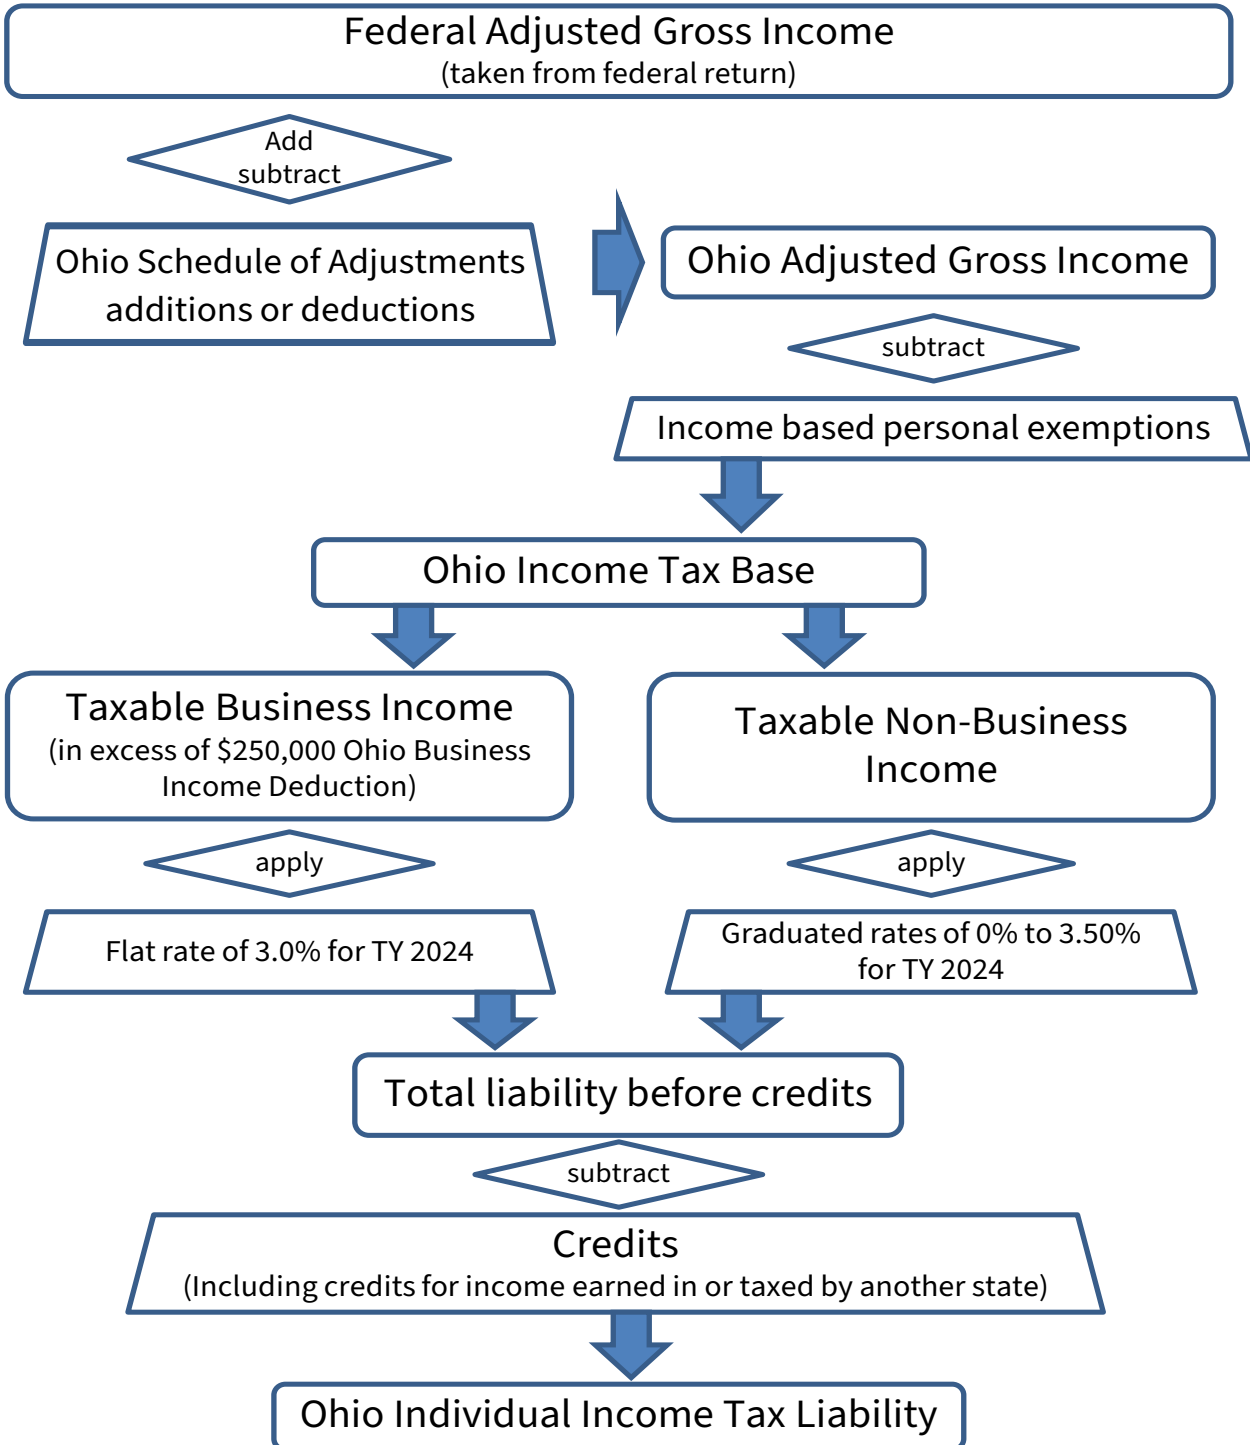 Federal Adjusted Gross Income
(taken from federal return)
Add
subtract
Ohio Schedule of Adjustments
additions or deductions
Ohio Adjusted Gross Income
subtract
Income based personal exemptions
Ohio Income Tax Base
Taxable Business Income
(in excess of $250,000 Ohio Business
Income Deduction)
Taxable Non-Business
Income
apply
apply
Flat rate of 3.0% for TY 2024
Graduated rates of 0% to 3.50%
for TY 2024
Total liability before credits
subtract
Credits
(Including credits for income earned in or taxed by another state)
Ohio Individual Income Tax Liability